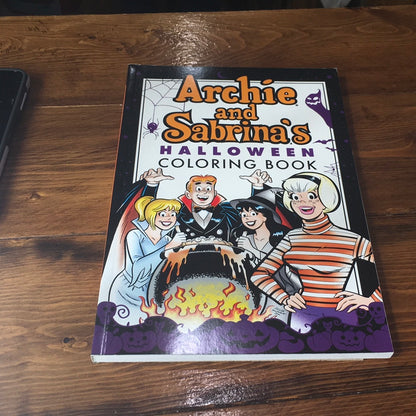 Archie
and
Sabrina's
HALLOWEEN
COLORING BOOK